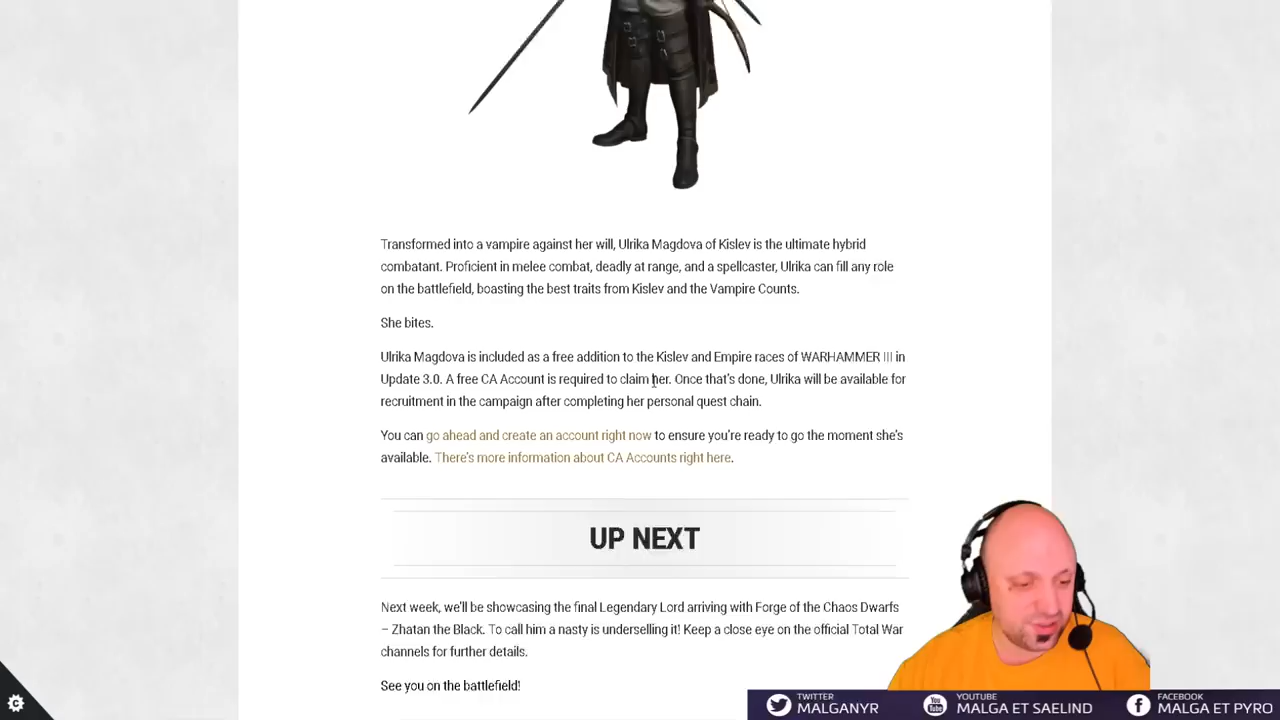 Transformed into a vampire against her will, Ulrika Magdova of Kislev is the ultimate hybrid
combatant. Proficient in melee combat, deadly at range, and a spellcaster, Ulrika can fill any role
on the battlefield, boasting the best traits from Kislev and the Vampire Counts.
She bites.
Ulrika Magdova is included as a free addition to the Kislev and Empire races of WARHAMMER III in
Update 3.0. A free CA Account is required to claim her. Once that's done, Ulrika will be available for
recruitment in the campaign after completing her personal quest chain.
You can go ahead and create an account right now to ensure you're ready to go the moment she's
available. There's more information about CA Accounts right here.
UP NEXT
Next week, we'll be showcasing the final Legendary Lord arriving with Forge of the Chaos Dwarfs
– Zhatan the Black. To call him a nasty is underselling it! Keep a close eye on the official Total War
channels for further details.
See you on the battlefield!
TWITTER
MALGANYR
YOUTUBE
MALGA ET SAELIND
FACEBOOK
MALGA ET PYRO